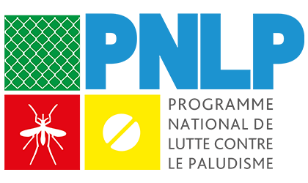 PNLP
PROGRAMME
NATIONAL DE
LUTTE CONTRE
LE PALUDISME